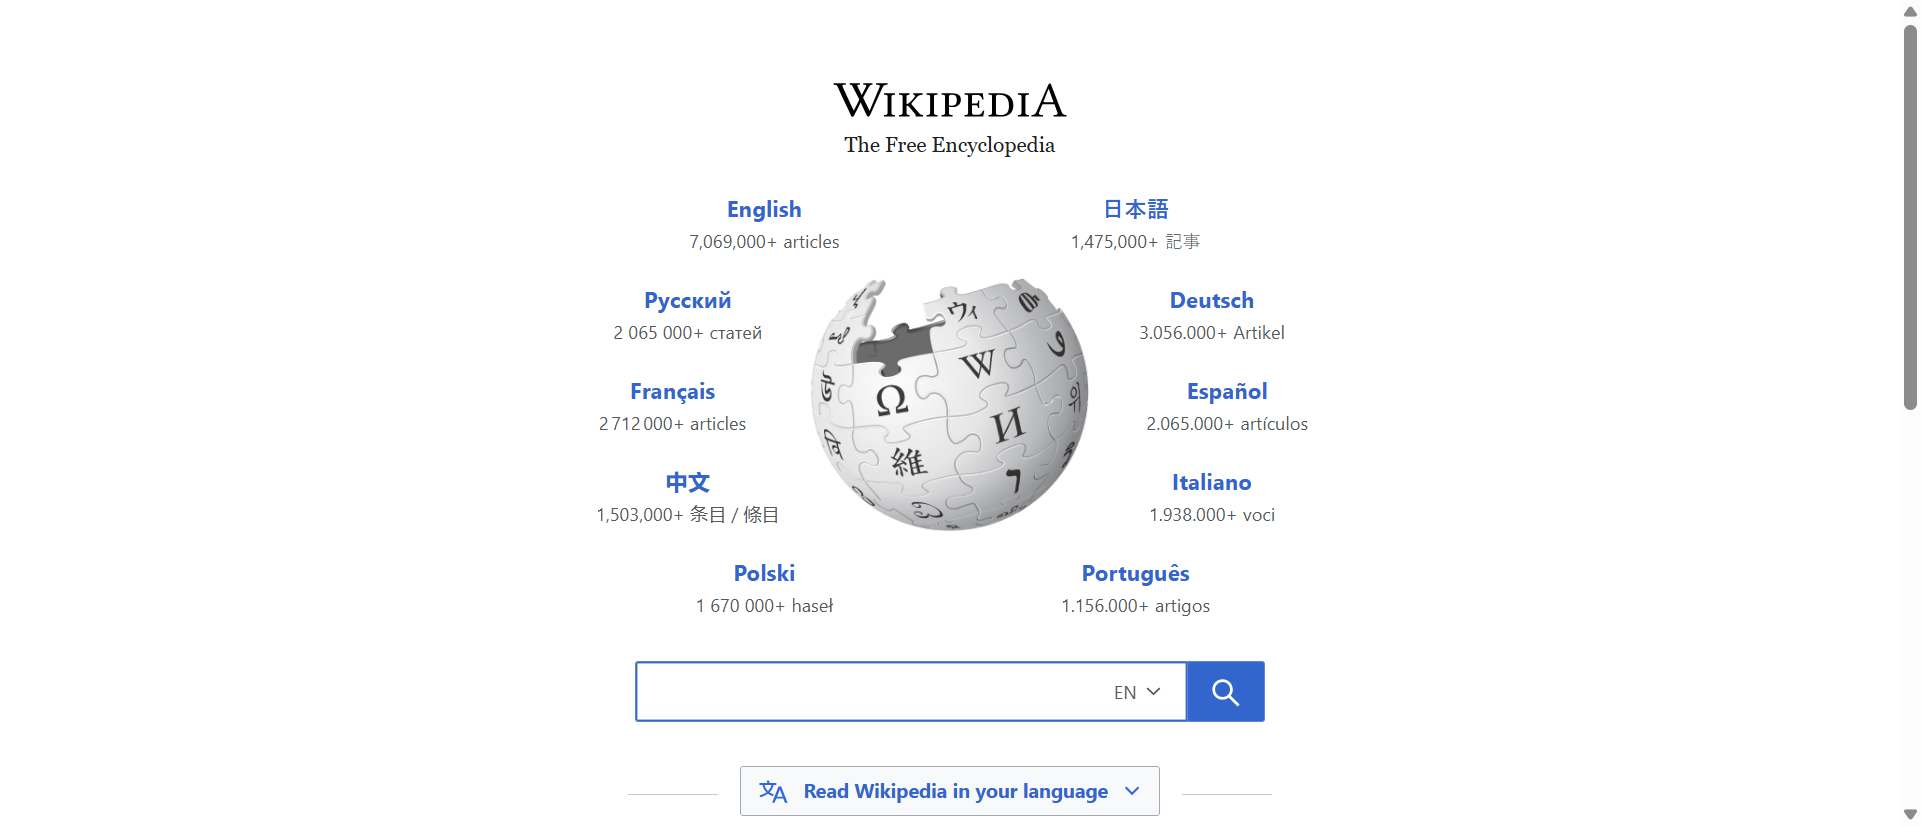 WIKIPEDIA
The Free Encyclopedia
English
7,069,000+ articles
日本語
1,475,000+ 記事
Русский
2 065 000+ статей
Deutsch
3.056.000+ Artikel
Français
2 712 000+ articles
Español
2.065.000+ artículos
中文
1,503,000+ 条目 / 條目
Italiano
1.938.000+ voci
Polski
1 670 000+ haseł
Português
1.156.000+ artigos
ウィ
W
Ω
И
維
EN
Read Wikipedia in your language